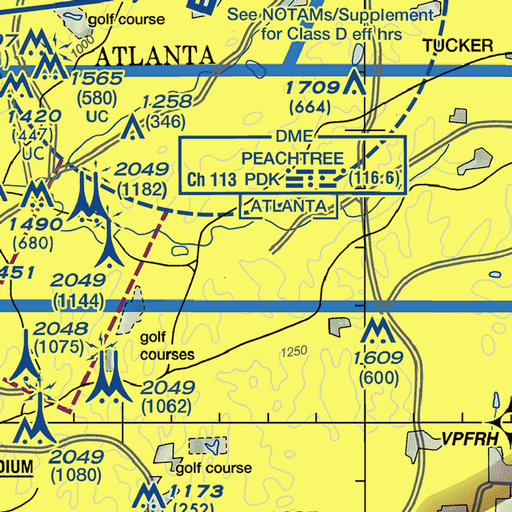 golf course
1000
See NOTAMs/Supplement
for Class D eff hrs
TUCKER
ATLANTA
1565
(580)
UC
1709
(664)
1258
(346)
1420
(447)
UC
DME
PEACHTREE
Ch 113 PDK (116.6)
ATLANTA
2049
(1182)
1490
(680)
451
2049
(1144)
2048
(1075)
golf
courses
1250
1609
(600)
2049
(1062)
VPFRH
DIUM
2049
(1080)
golf course
1173
(252)